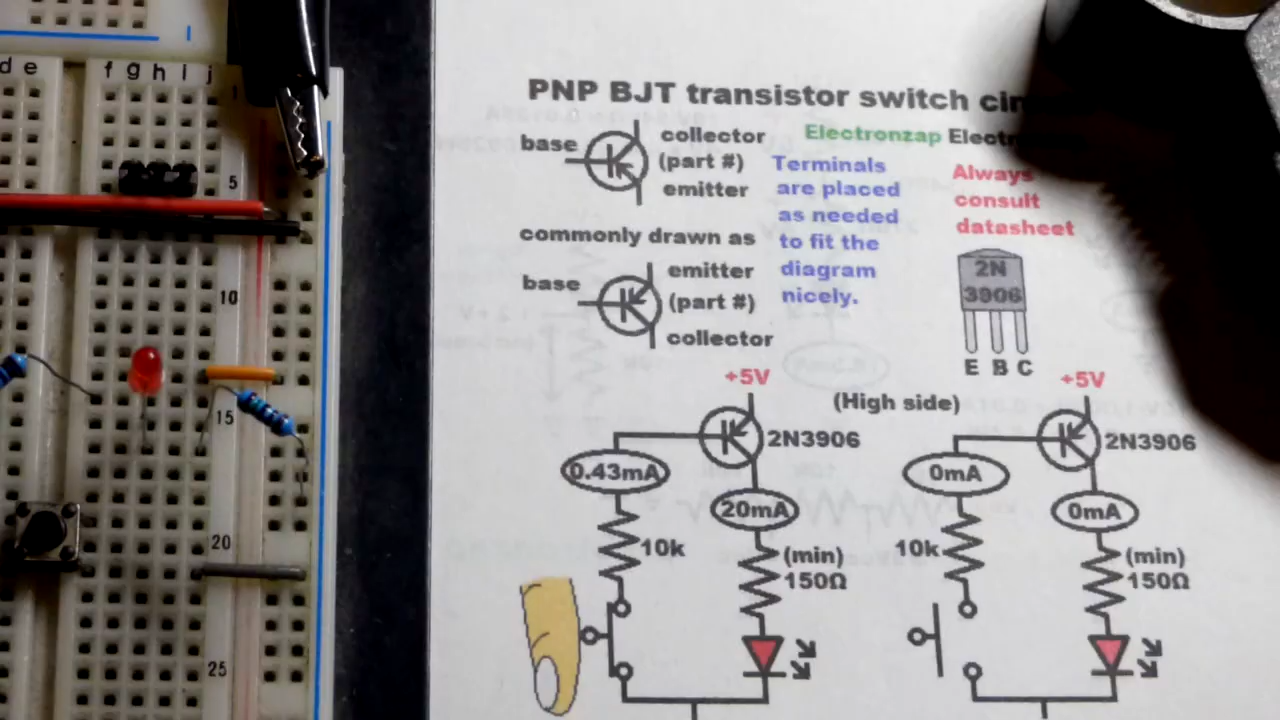 d e f g h i j
5
10
15
20
25
PNP BJT transistor switch
base collector
(part #)
emitter
Electronzap
Terminals
are placed
as needed
to fit the
diagram
nicely.
Always
consult
datasheet
commonly drawn as
base emitter
(part #)
collector
2N
3906
E B C
+5V
(High side)
+5V
2N3906
2N3906
0.43mA
20mA
0mA
0mA
10k
(min)
150Ω
10k
(min)
150Ω